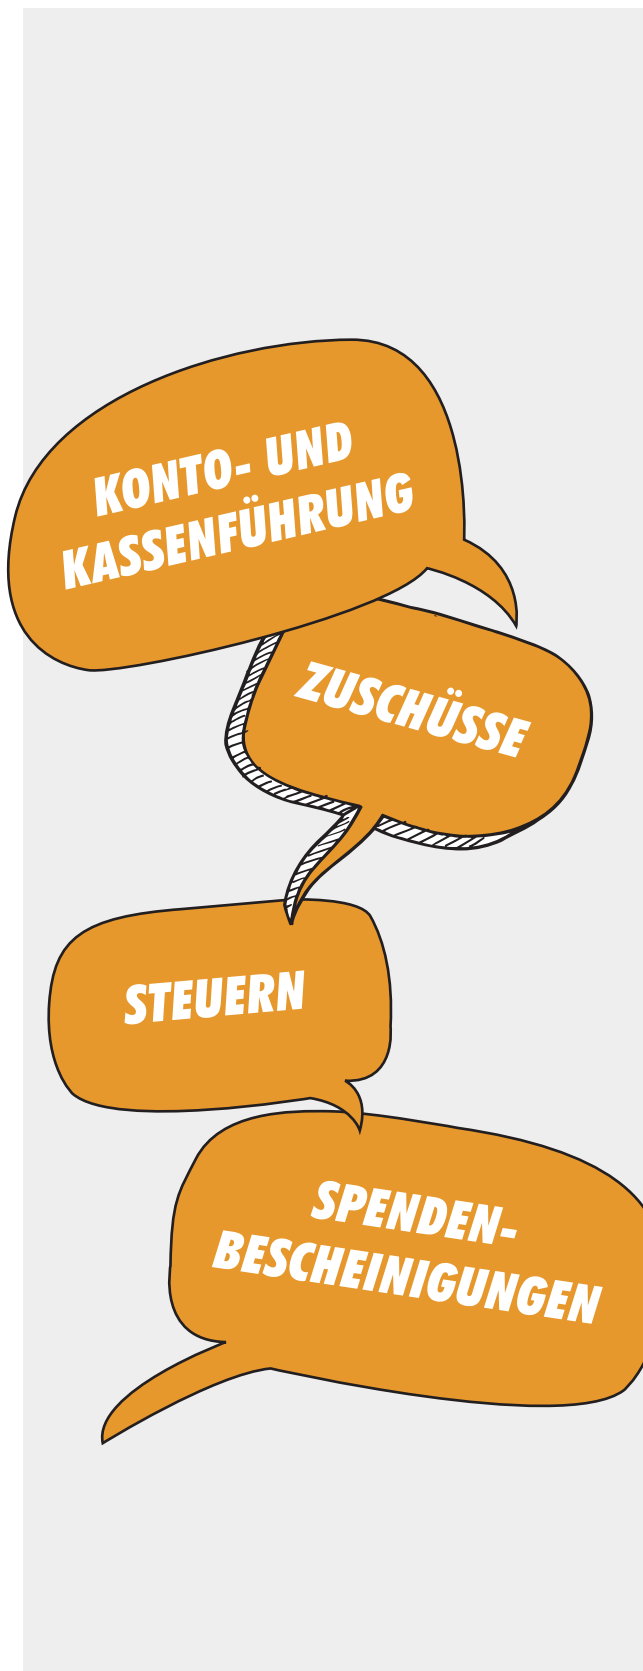 KONTO- UND
KASSENFÜHRUNG
ZUSCHÜSSE
STEUERN
SPENDEN-
BESCHEINIGUNGEN